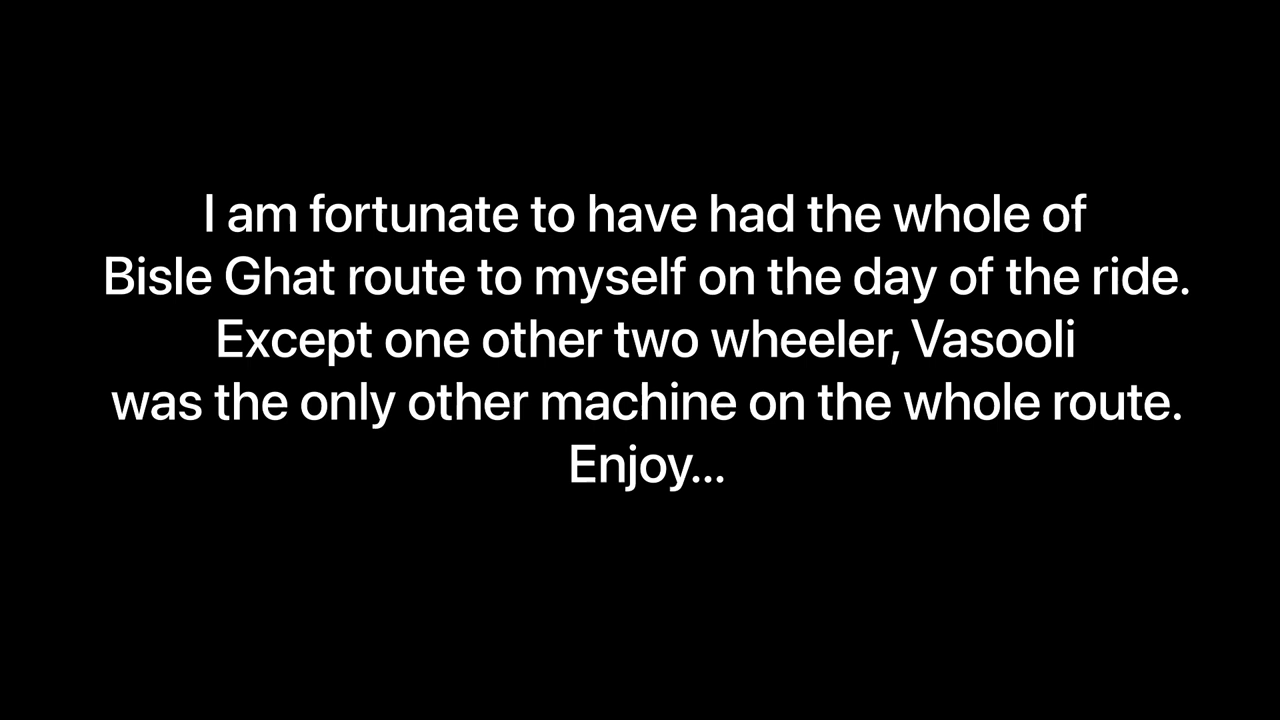 I am fortunate to have had the whole of
Bisle Ghat route to myself on the day of the ride.
Except one other two wheeler, Vasooli
was the only other machine on the whole route.
Enjoy...